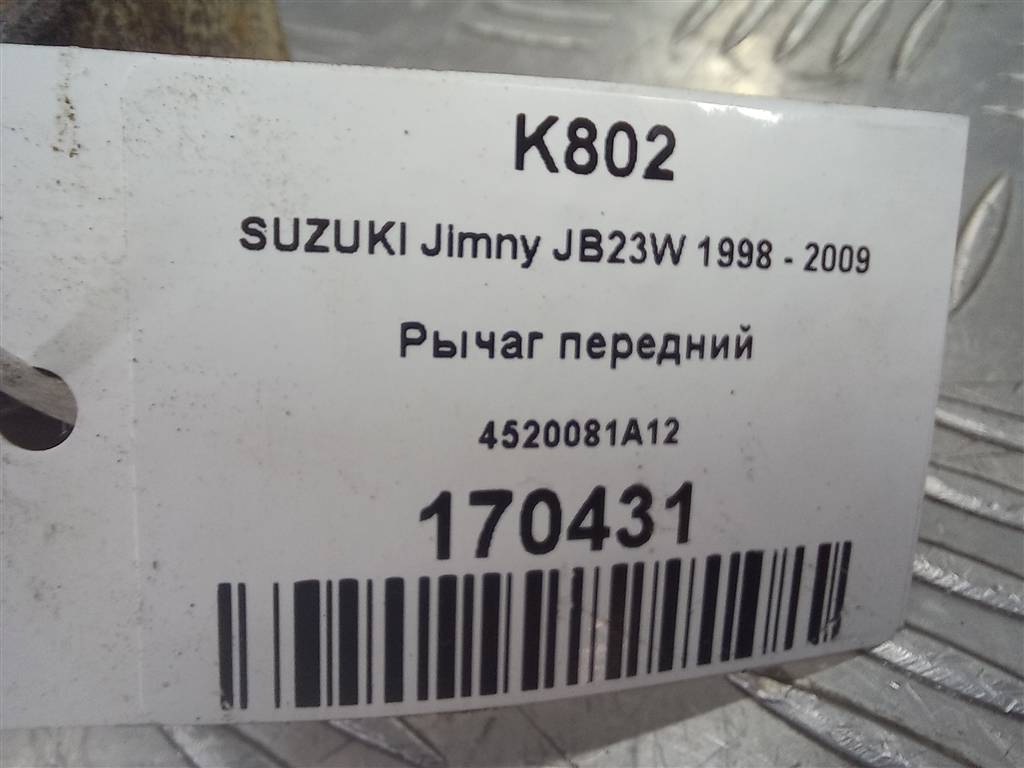 K802
SUZUKI Jimny JB23W 1998 - 2009
Рычаг передний
4520081A12
170431